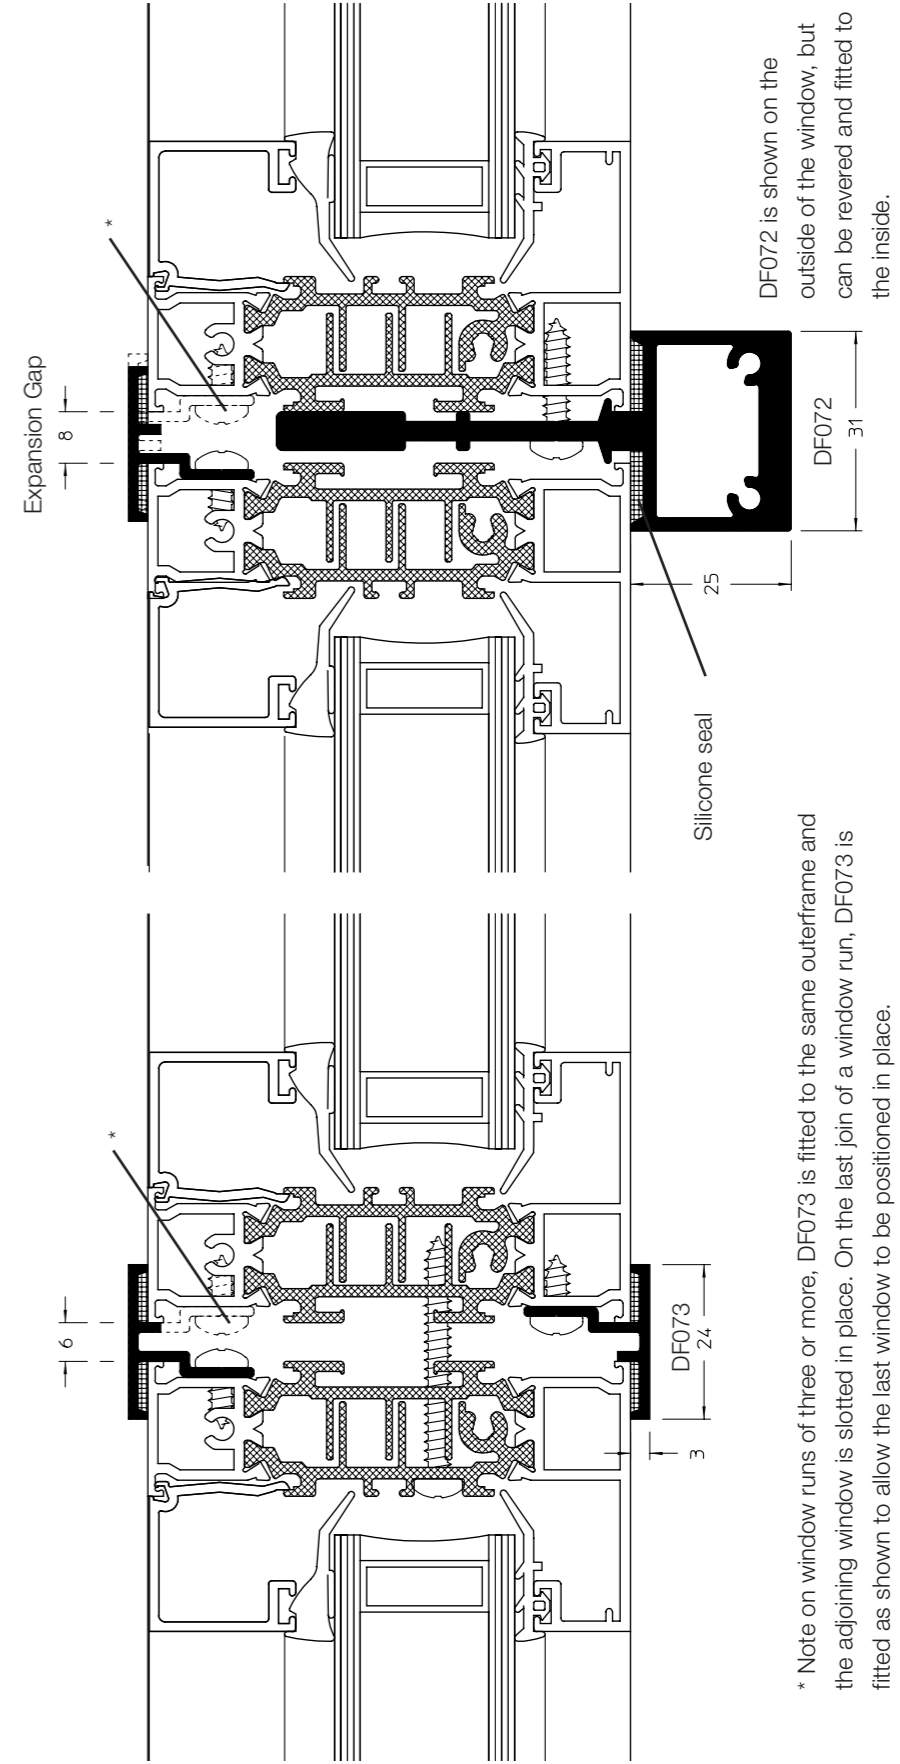 *
6
DF073
24
3
* Note on window runs of three or more, DF073 is fitted to the same outerframe and
the adjoining window is slotted in place. On the last join of a window run, DF073 is
fitted as shown to allow the last window to be positioned in place.
Expansion Gap
8
*
Silicone seal
25
DF072
31
DF072 is shown on the
outside of the window, but
can be revered and fitted to
the inside.